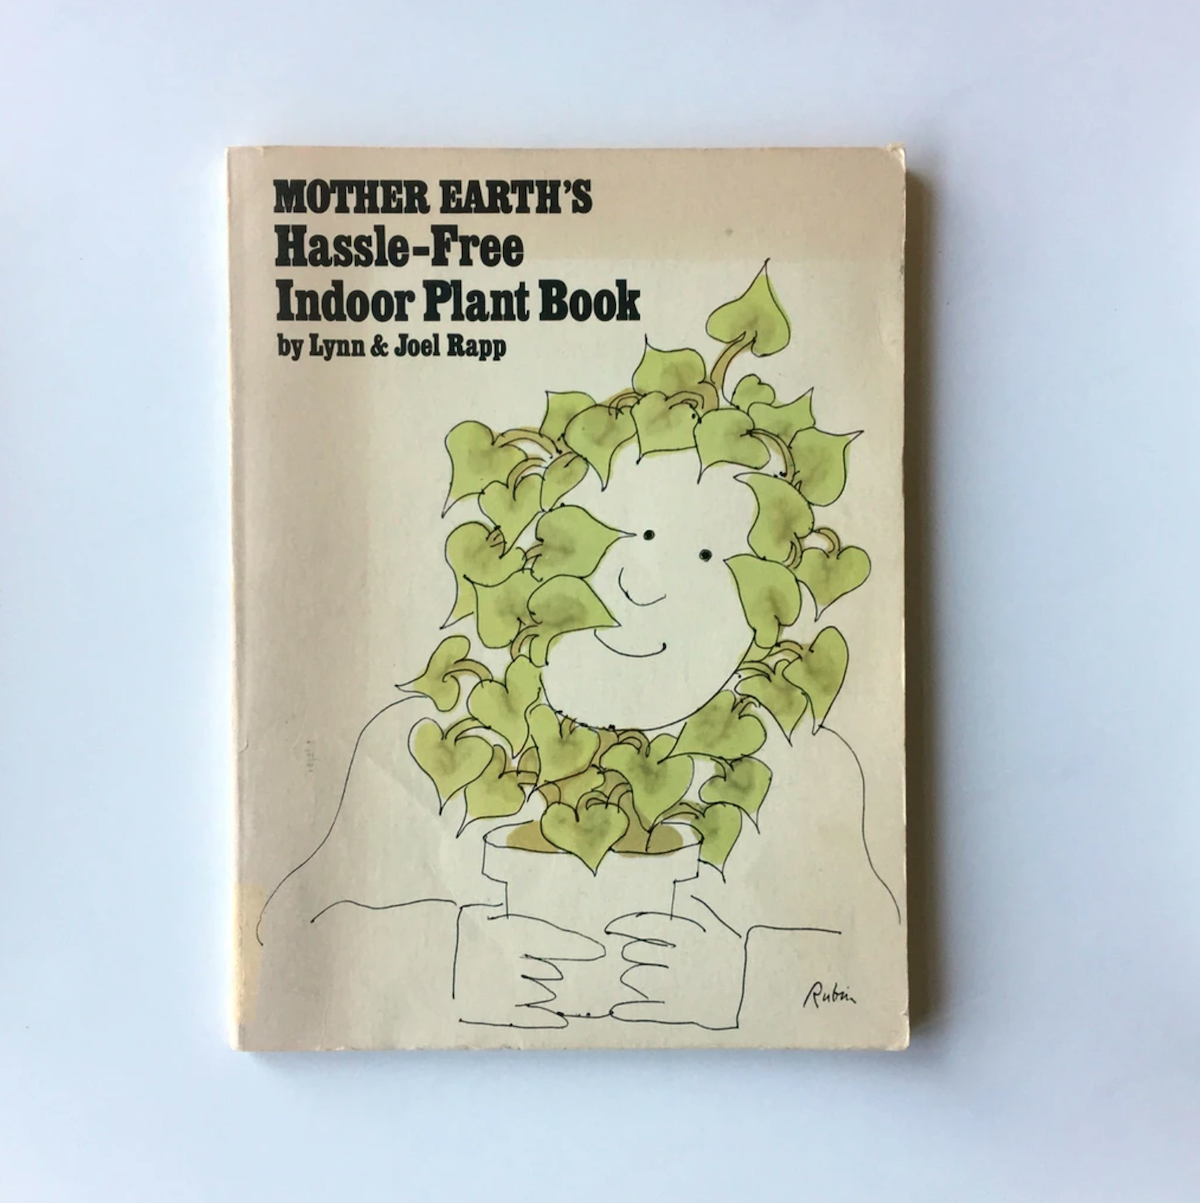 MOTHER EARTH'S
Hassle-Free
Indoor Plant Book
by Lynn & Joel Rapp
Rubin